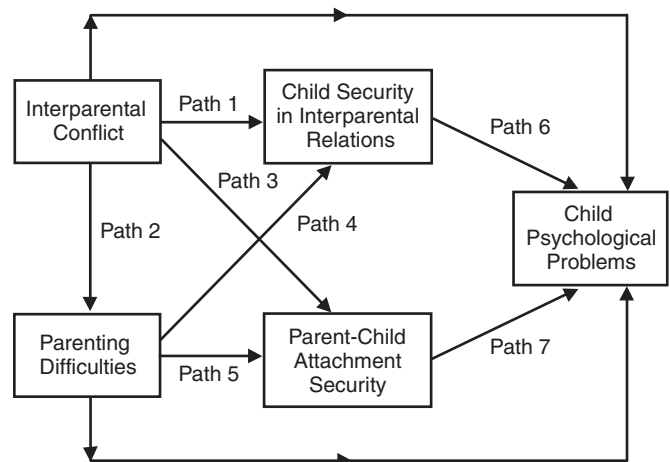 Interparental
Conflict
Path 1
Child Security
in Interparental
Relations
Path 6
Path 3
Path 2
Path 4
Child
Psychological
Problems
Parenting
Difficulties
Path 5
Parent-Child
Attachment
Security
Path 7